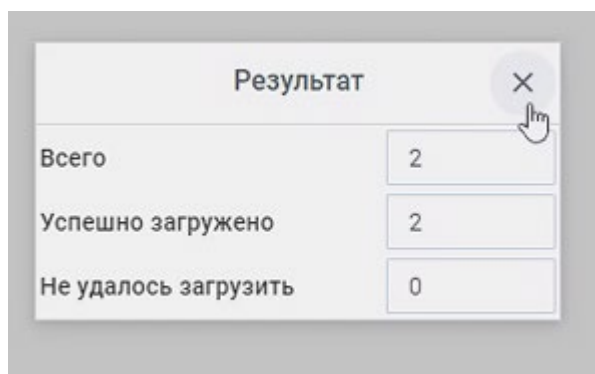 Результат
Всего 2
Успешно загружено 2
Не удалось загрузить 0